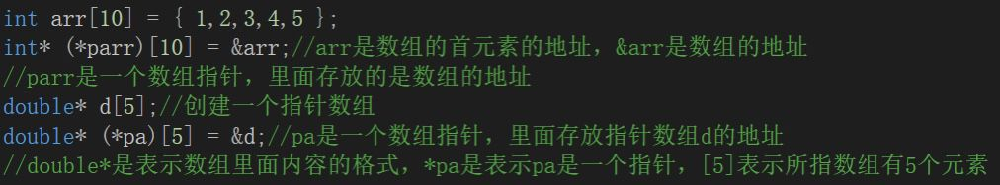 int arr[10] = { 1,2,3,4,5 };
int* (*parr)[10] = &arr;//arr是数组的首元素的地址，&arr是数组的地址
//parr是一个数组指针，里面存放的是数组的地址
double* d[5];//创建一个指针数组
double* (*pa)[5] = &d;//pa是一个数组指针，里面存放指针数组d的地址
//double*是表示数组里面内容的格式，*pa是表示pa是一个指针，[5]表示所指数组有5个元素